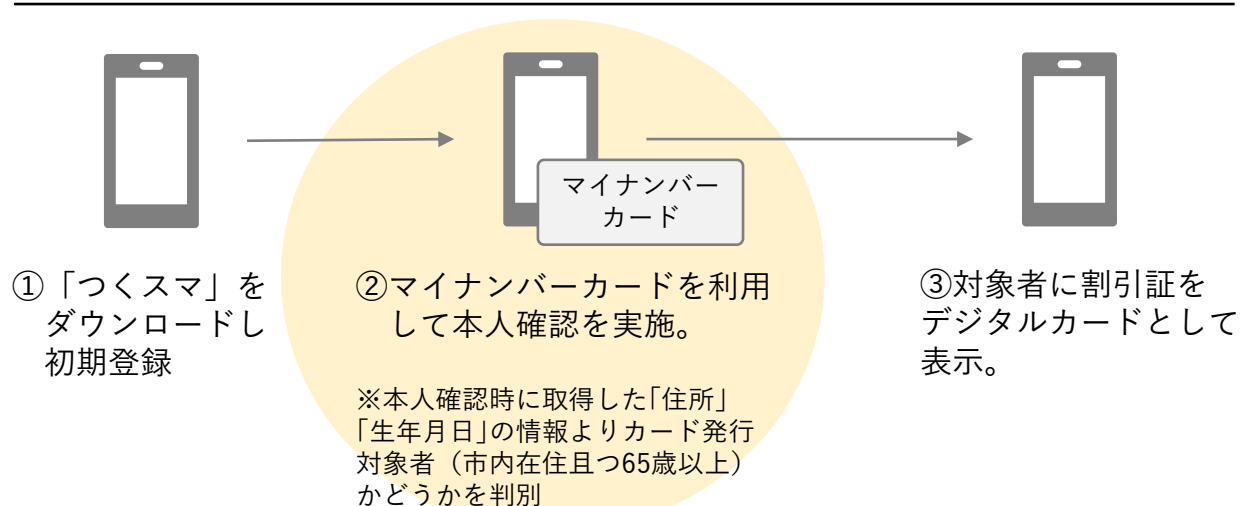 マイナンバー
カード
①「つくスマ」を
ダウンロードし
初期登録
②マイナンバーカードを利用
して本人確認を実施。
※本人確認時に取得した｢住所｣
｢生年月日｣の情報よりカード発行
対象者（市内在住且つ65歳以上）
かどうかを判別
③対象者に割引証を
デジタルカードとして
表示。